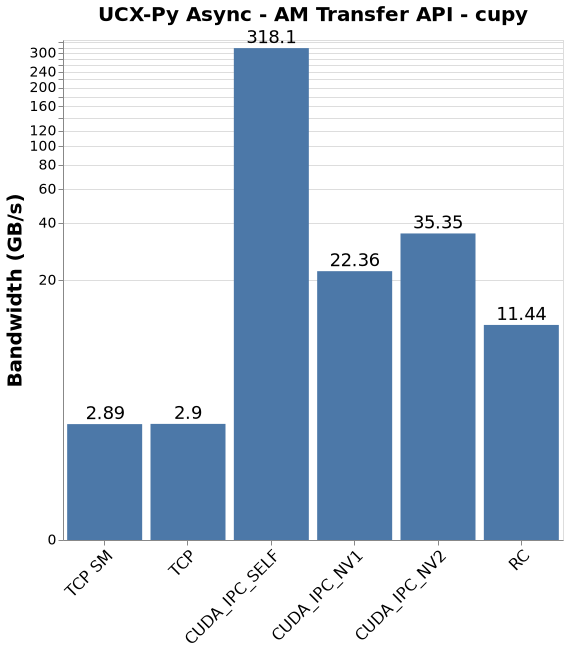 UCX-Py Async - AM Transfer API - cupy
Bandwidth (GB/s)
300
240
200
160
120
100
80
60
40
20
0
2.89
2.9
318.1
22.36
35.35
11.44
TCP SM
TCP
CUDA_IPC_SELF
CUDA_IPC_NV1
CUDA_IPC_NV2
RC